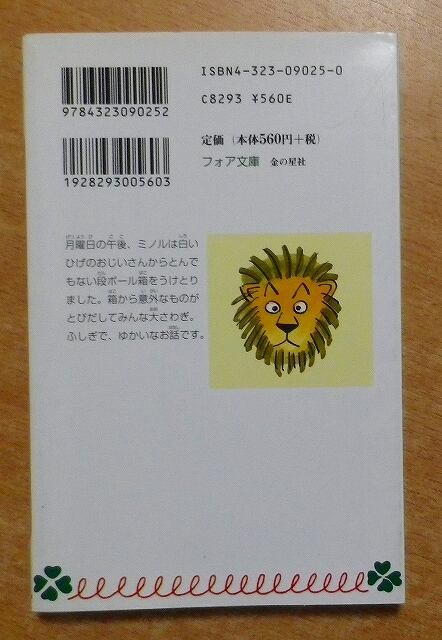 ISBN4-323-09025-0
9784323090252
C8293 ¥560E
定価（本体560円+税）
フォア文庫 金の星社
1928293005603
月曜日の午後、ミノルは白い
ひげのおじいさんからとんで
もない段ボール箱をうけとり
ました。箱から意外なものが
とびだしてみんな大さわぎ。
ふしぎで、ゆかいなお話です。